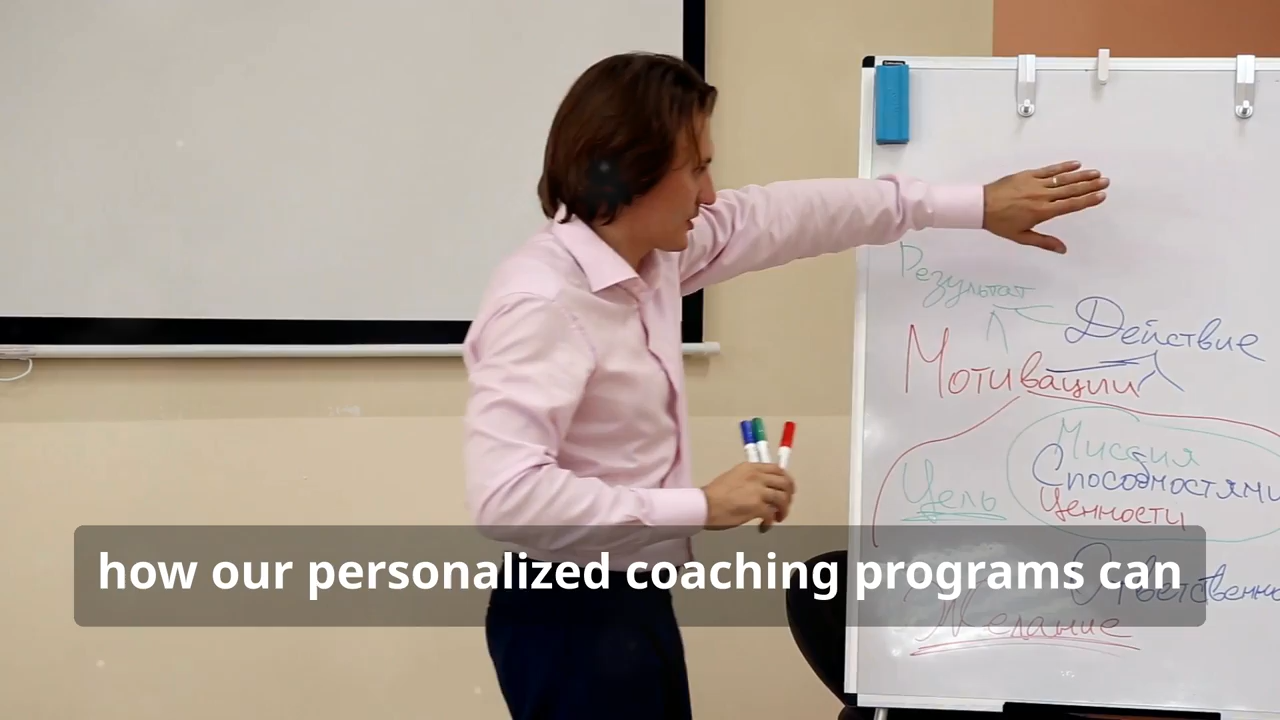 Результат
Действие
Мотивации
Миссия
Способностями
Цель
Ценности
how our personalized coaching programs can
Желание